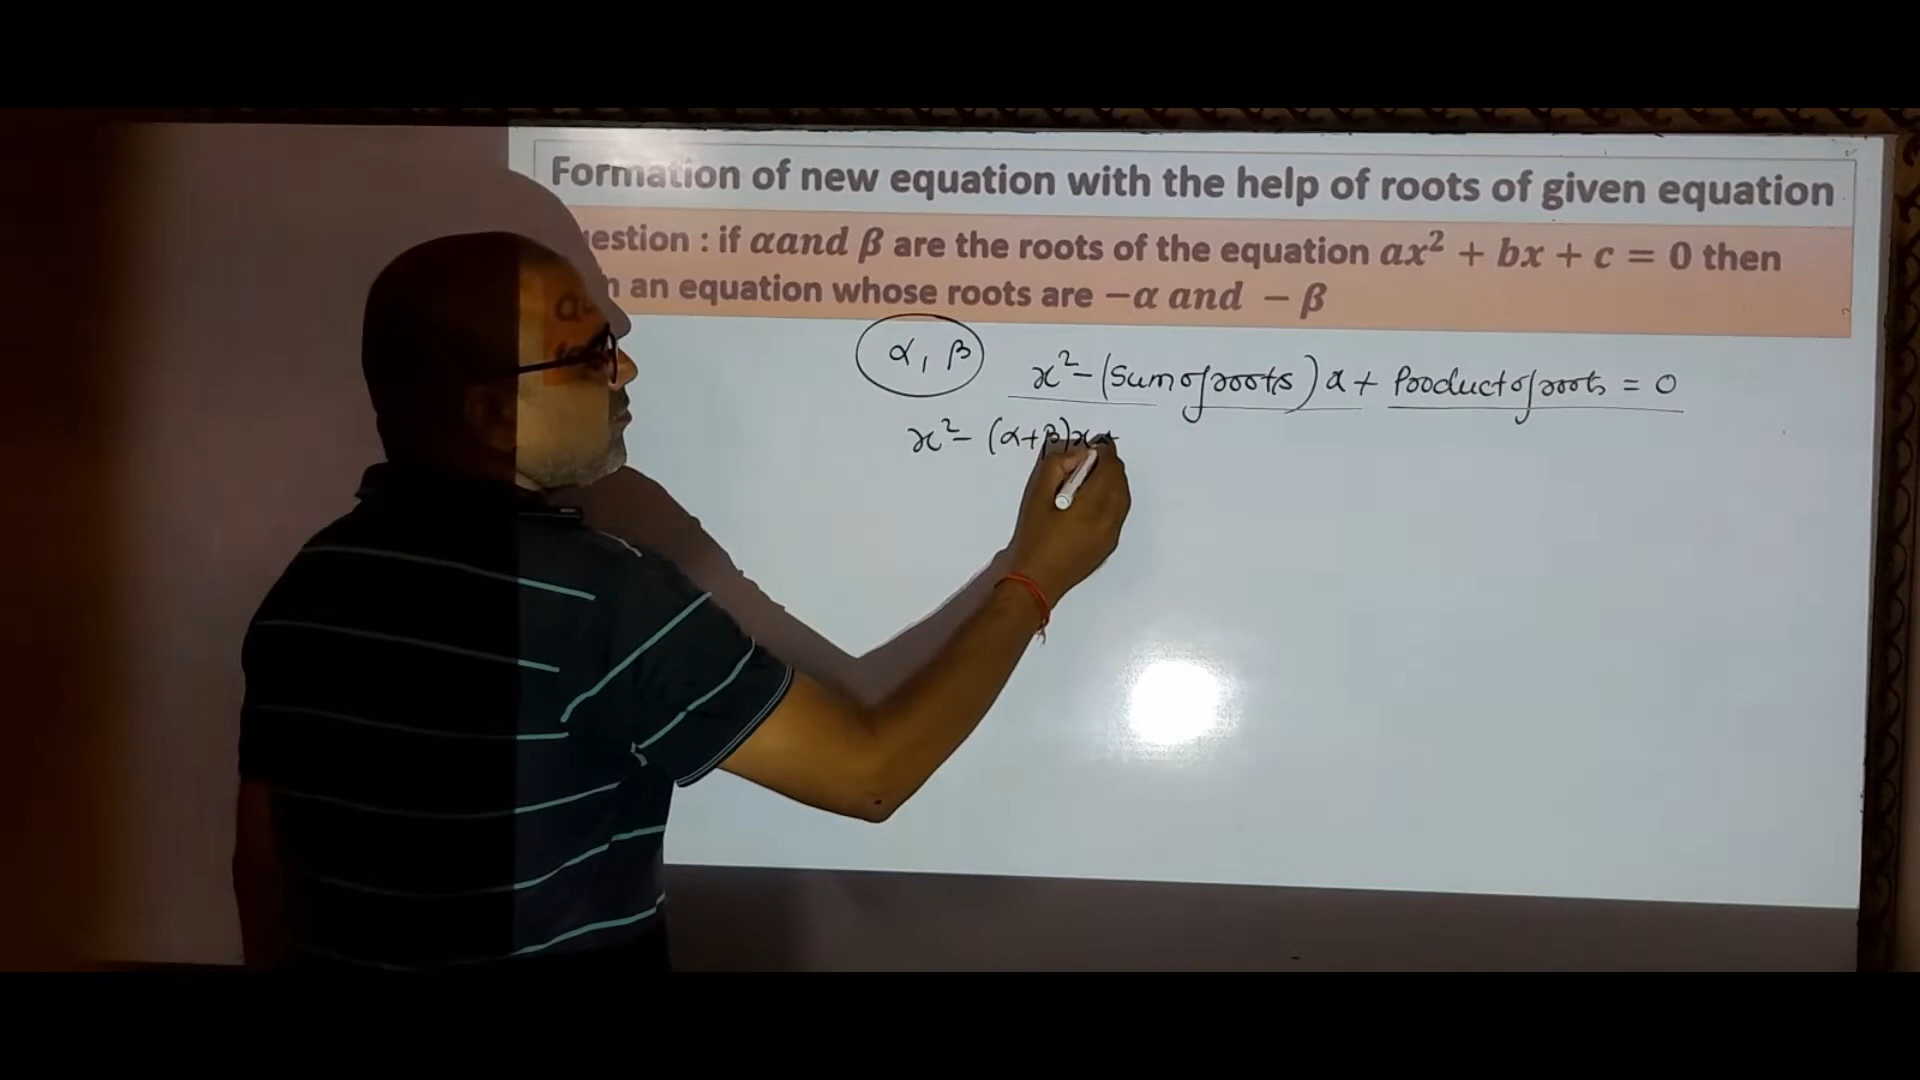 Formation of new equation with the help of roots of given equation
estion : if αand β are the roots of the equation ax² + bx + c = 0 then
an equation whose roots are −α and − β
α, β
x² − (Sum of roots) x + Product of roots = 0
x² − (α+β)x +